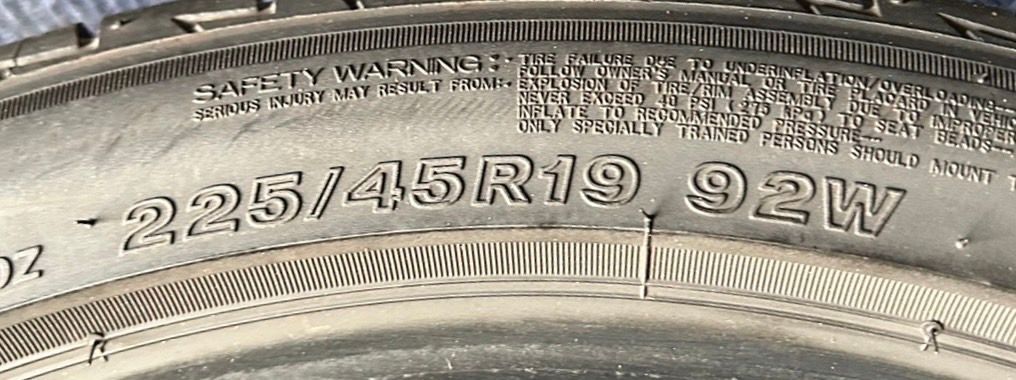 SAFETY WARNING:
SERIOUS INJURY MAY RESULT FROM:
TIRE FAILURE DUE TO UNDERINFLATION/OVERLOADING
FOLLOW OWNER'S MANUAL OR TIRE PLACARD IN VEHIC
EXPLOSION OF TIRE/RIM ASSEMBLY DUE TO IMPROPER
NEVER EXCEED 40 PSI (275 kPa) TO SEAT BEADS—
INFLATE TO RECOMMENDED PRESSURE—
ONLY SPECIALLY TRAINED PERSONS SHOULD MOUNT T
225/45R19 92W
OZ